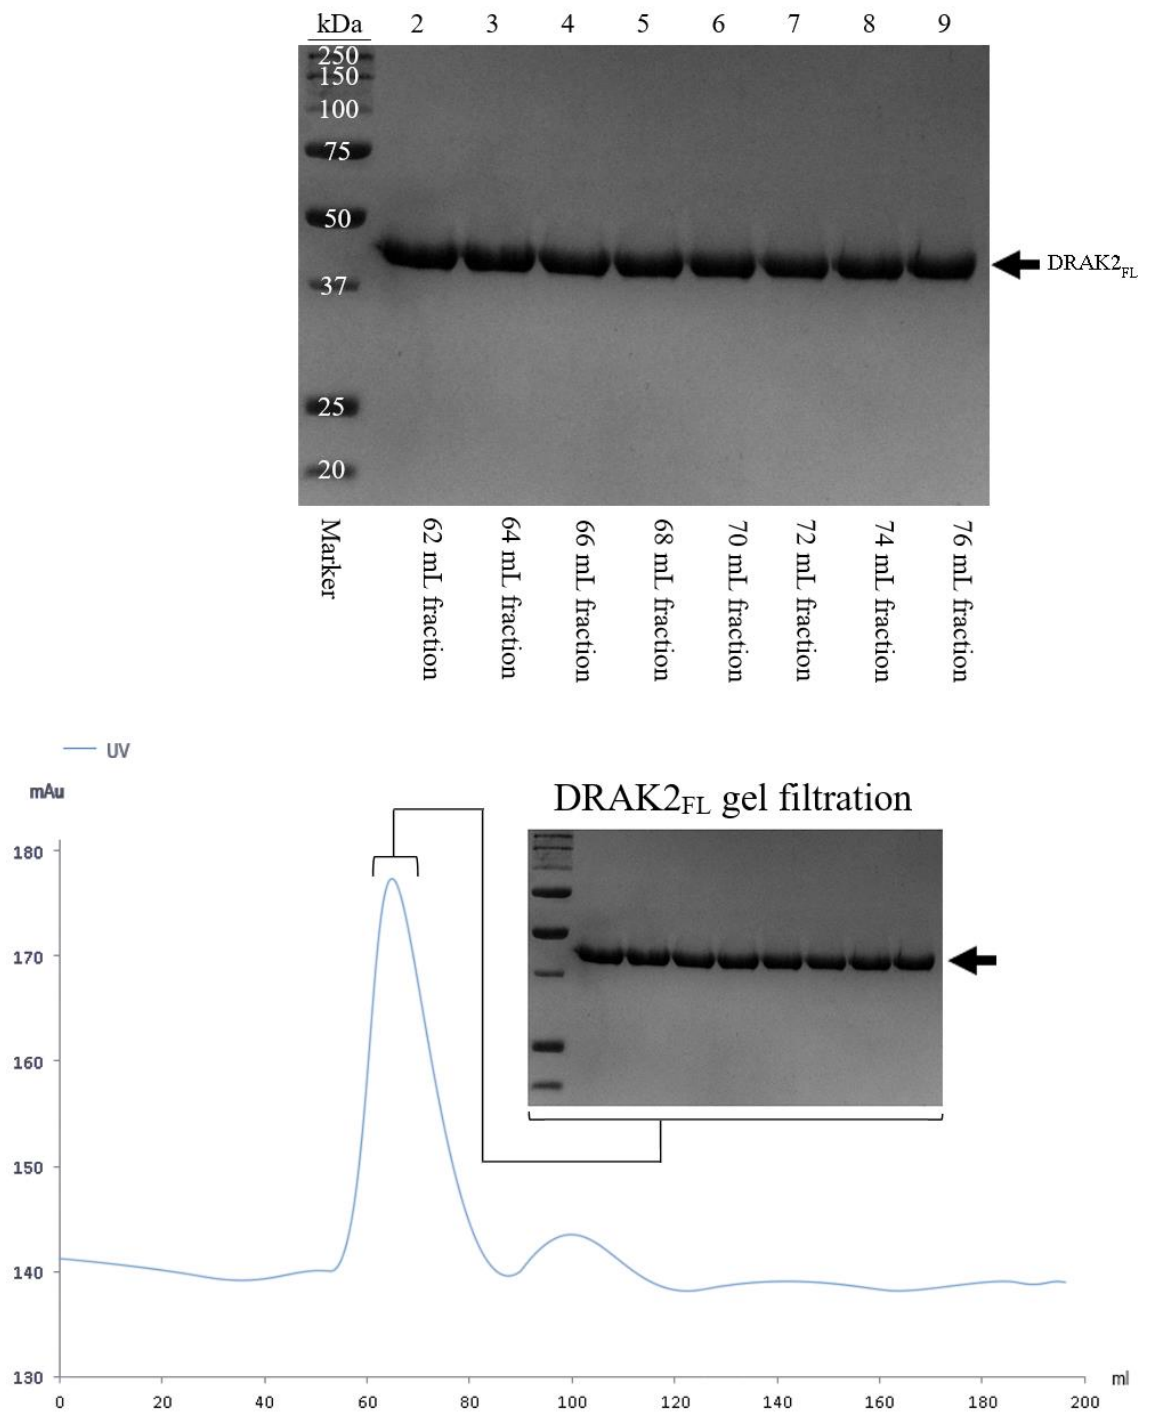 kDa 2 3 4 5 6 7 8 9
250
150
100
75
50
DRAK2FL
37
25
20
Marker
62 mL fraction
64 mL fraction
66 mL fraction
68 mL fraction
70 mL fraction
72 mL fraction
74 mL fraction
76 mL fraction
UV
mAu
DRAK2FL gel filtration
180
170
160
150
140
130
ml
0 20 40 60 80 100 120 140 160 180 200